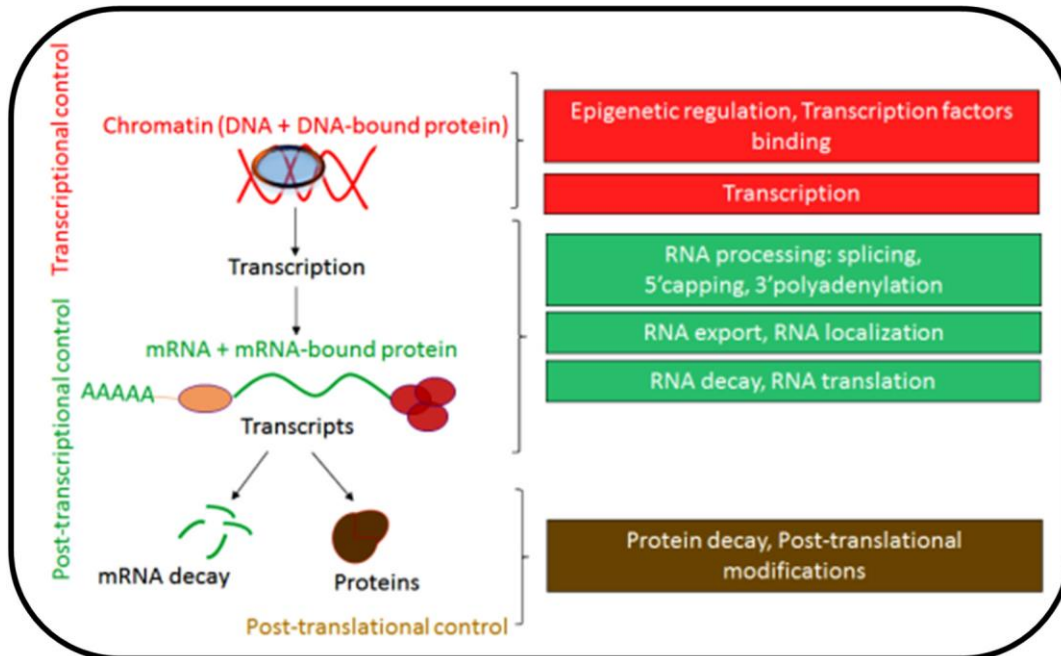 Transcriptional control
Chromatin (DNA + DNA-bound protein)
Transcription
mRNA + mRNA-bound protein
AAAAA
Transcripts
mRNA decay
Proteins
Post-transcriptional control
Post-translational control
Epigenetic regulation, Transcription factors
binding
Transcription
RNA processing: splicing,
5'capping, 3'polyadenylation
RNA export, RNA localization
RNA decay, RNA translation
Protein decay, Post-translational
modifications